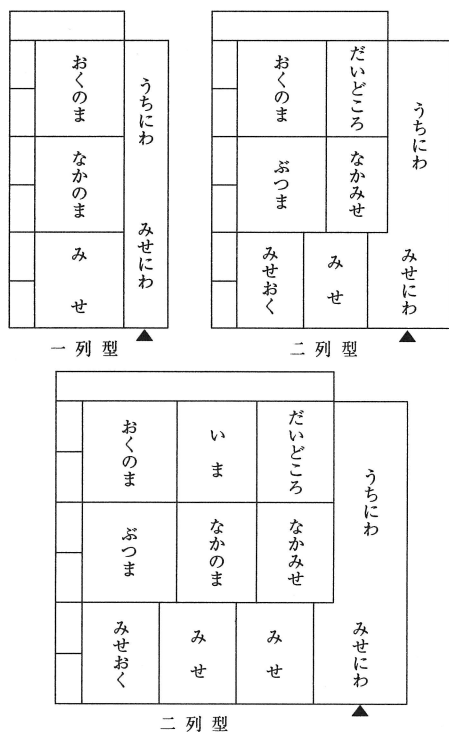 おくのま
なかのま
みせ
うちにわ
みせにわ
一列型
だいどころ
おくのま
なかみせ
ぶつま
みせ
みせおく
うちにわ
みせにわ
二列型
だいどころ
いま
おくのま
なかみせ
なかのま
ぶつま
みせ
みせ
みせおく
うちにわ
みせにわ
二列型